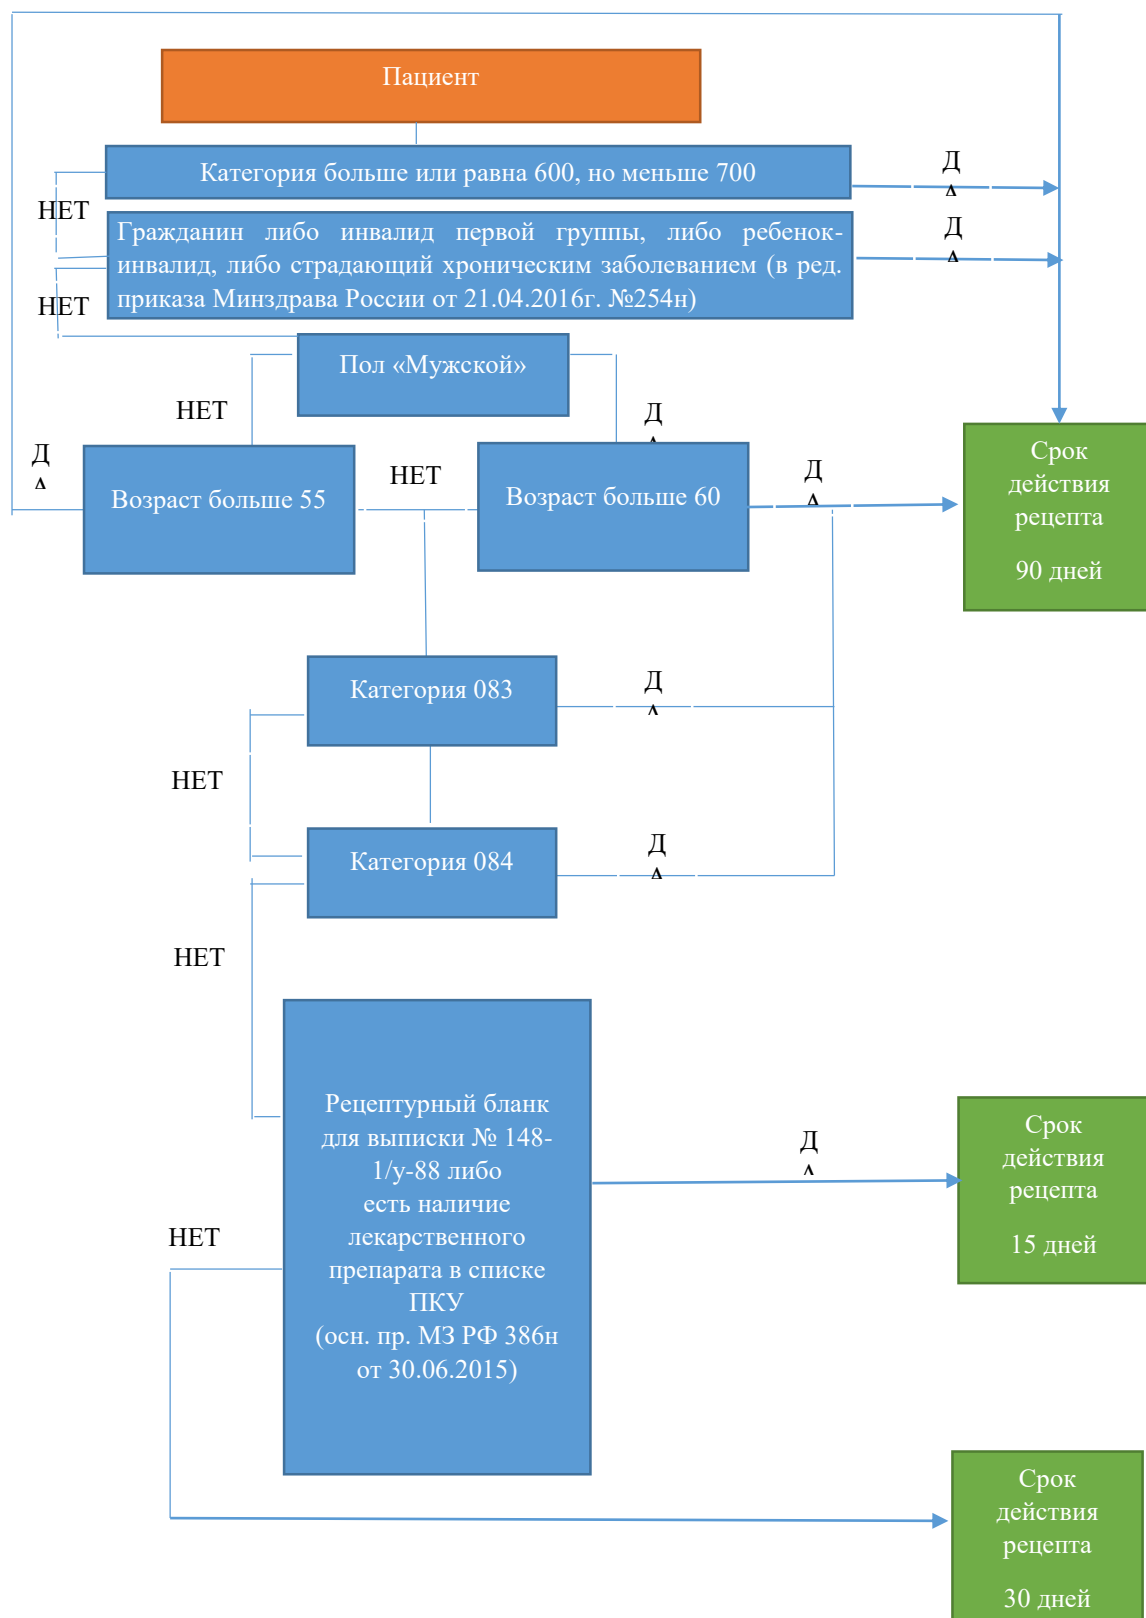 Пациент
Категория больше или равна 600, но меньше 700
Д
А
НЕТ
Гражданин либо инвалид первой группы, либо ребенок-
инвалид, либо страдающий хроническим заболеванием (в ред.
приказа Минздрава России от 21.04.2016г. №254н)
Д
А
НЕТ
Пол «Мужской»
НЕТ
Д
А
Д
А
Возраст больше 55
НЕТ
Возраст больше 60
Д
А
Срок
действия
рецепта
90 дней
Категория 083
Д
А
НЕТ
Категория 084
Д
А
НЕТ
Рецептурный бланк
для выписки № 148-
1/у-88 либо
есть наличие
лекарственного
препарата в списке
ПКУ
(осн. пр. МЗ РФ 386н
от 30.06.2015)
Д
А
Срок
действия
рецепта
15 дней
НЕТ
Срок
действия
рецепта
30 дней